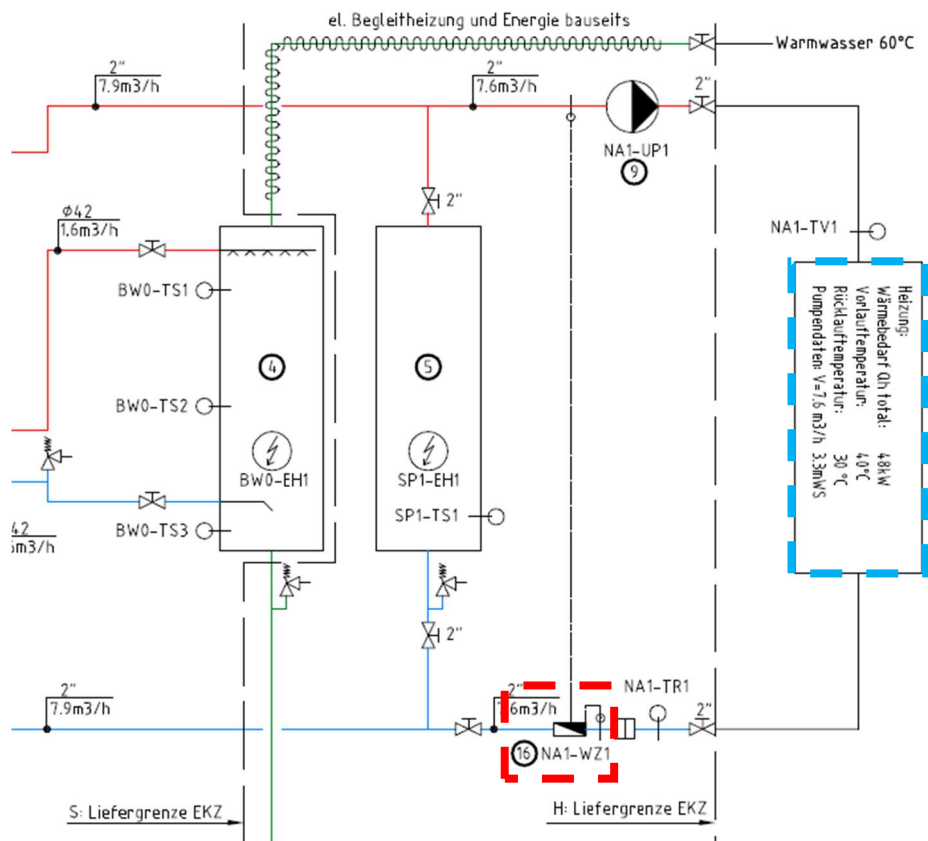 el. Begleitheizung und Energie bauseits
Warmwasser 60°C
2"
7.9m3/h
2"
7.6m3/h
2"
NA1-UP1
9
2"
NA1-TV1
Ø42
1.6m3/h
BW0-TS1
4
5
BW0-TS2
BW0-EH1
SP1-EH1
SP1-TS1
BW0-TS3
42
m3/h
Heizung:
Wärmebedarf Qh total: 48kW
Vorlauftemperatur: 40°C
Rücklauftemperatur: 30 °C
Pumpendaten: V=7.6 m3/h 3.3mWS
2"
2"
7.9m3/h
2"
7.6m3/h
NA1-TR1
2"
16 NA1-WZ1
S: Liefergrenze EKZ
H: Liefergrenze EKZ